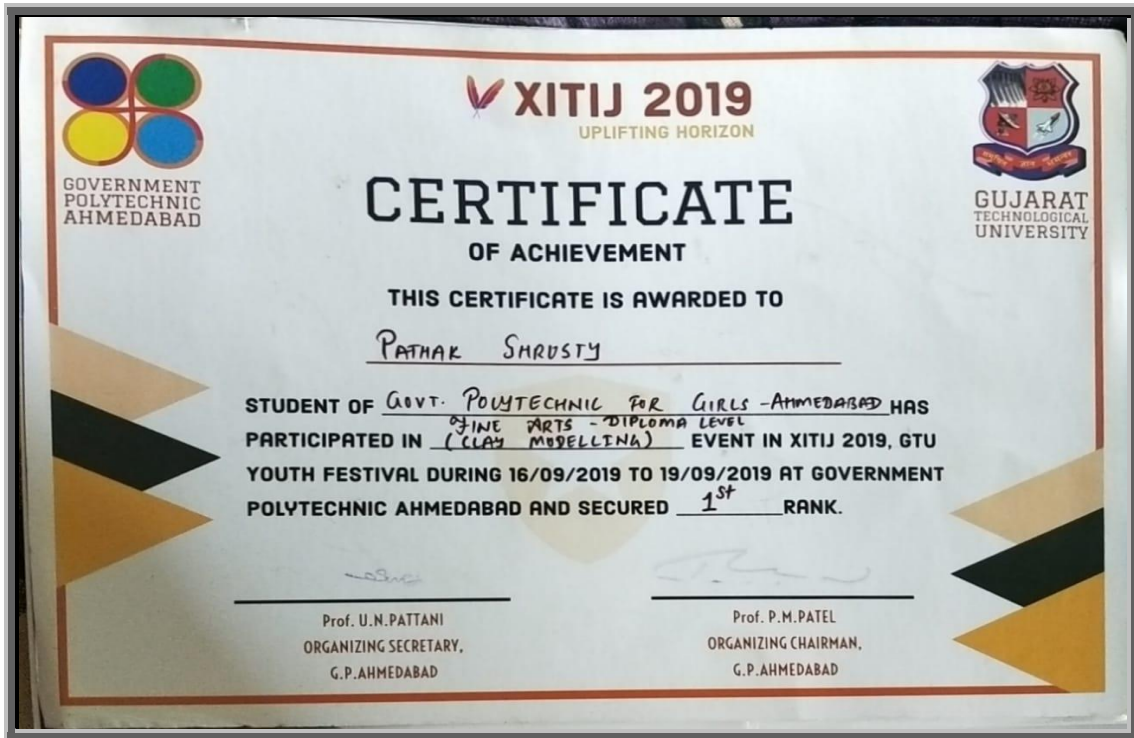 XITIJ 2019
UPLIFTING HORIZON
GOVERNMENT
POLYTECHNIC
AHMEDABAD
GUJARAT
TECHNOLOGICAL
UNIVERSITY
CERTIFICATE
OF ACHIEVEMENT
THIS CERTIFICATE IS AWARDED TO
PATHAK SHRUSTY
STUDENT OF GOVT. POLYTECHNIC FOR GIRLS - AHMEDABAD HAS
FINE ARTS - DIPLOMA LEVEL
PARTICIPATED IN (CLAY MODELLING) EVENT IN XITIJ 2019, GTU
YOUTH FESTIVAL DURING 16/09/2019 TO 19/09/2019 AT GOVERNMENT
POLYTECHNIC AHMEDABAD AND SECURED 1st RANK.
Prof. U.N.PATTANI
ORGANIZING SECRETARY,
G.P.AHMEDABAD
Prof. P.M.PATEL
ORGANIZING CHAIRMAN,
G.P.AHMEDABAD